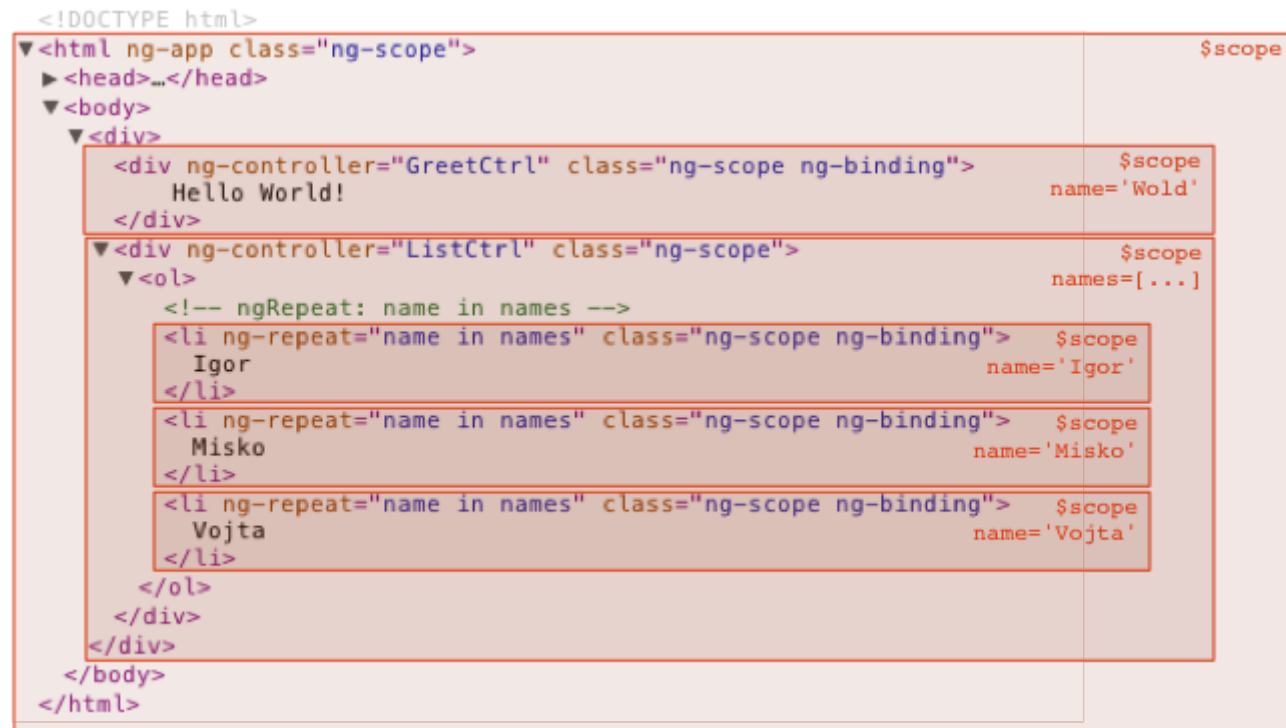 <!DOCTYPE html>
▼<html ng-app class="ng-scope"> $scope
▶<head>…</head>
▼<body>
▼<div>
<div ng-controller="GreetCtrl" class="ng-scope ng-binding"> $scope
Hello World! name='Wold'
</div>
▼<div ng-controller="ListCtrl" class="ng-scope"> $scope
▼<ol> names=[...]
<!-- ngRepeat: name in names -->
<li ng-repeat="name in names" class="ng-scope ng-binding"> $scope
Igor name='Igor'
</li>
<li ng-repeat="name in names" class="ng-scope ng-binding"> $scope
Misko name='Misko'
</li>
<li ng-repeat="name in names" class="ng-scope ng-binding"> $scope
Vojta name='Vojta'
</li>
</ol>
</div>
</div>
</body>
</html>